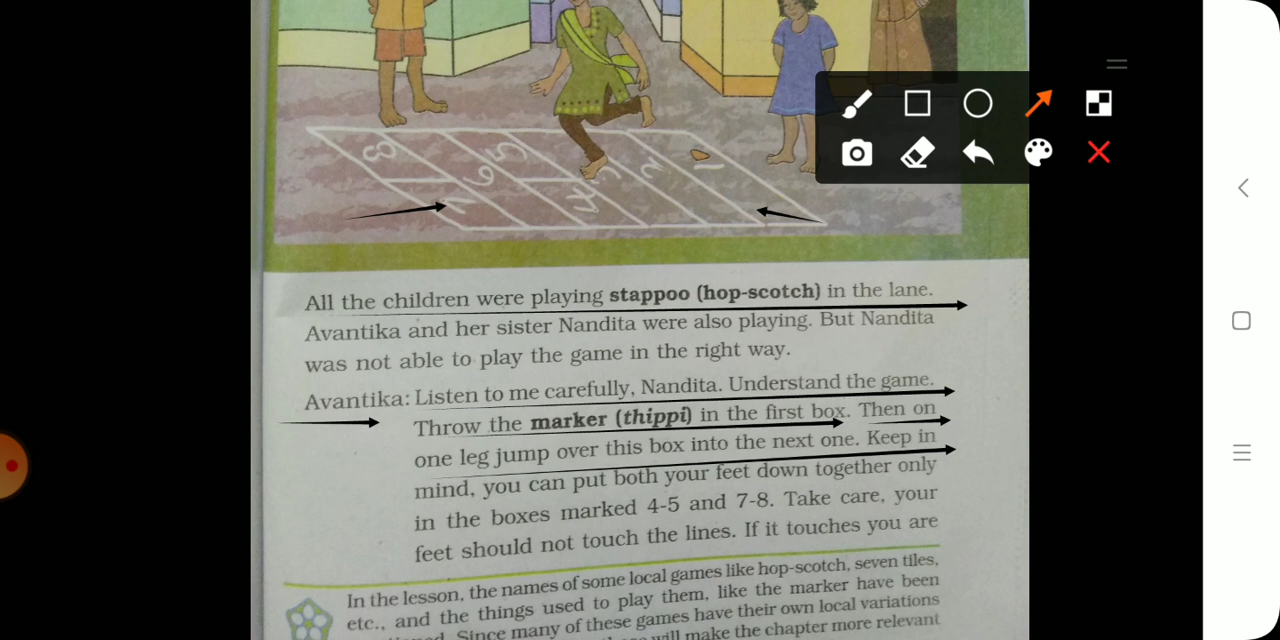 8
5
6
7
4
3
2
1
All the children were playing stappoo (hop-scotch) in the lane.
Avantika and her sister Nandita were also playing. But Nandita
was not able to play the game in the right way.
Avantika: Listen to me carefully, Nandita. Understand the game.
Throw the marker (thippi) in the first box. Then on
one leg jump over this box into the next one. Keep in
mind, you can put both your feet down together only
in the boxes marked 4-5 and 7-8. Take care, your
feet should not touch the lines. If it touches you are
In the lesson, the names of some local games like hop-scotch, seven tiles,
etc., and the things used to play them, like the marker have been
Since many of these games have their own local variations
will make the chapter more relevant